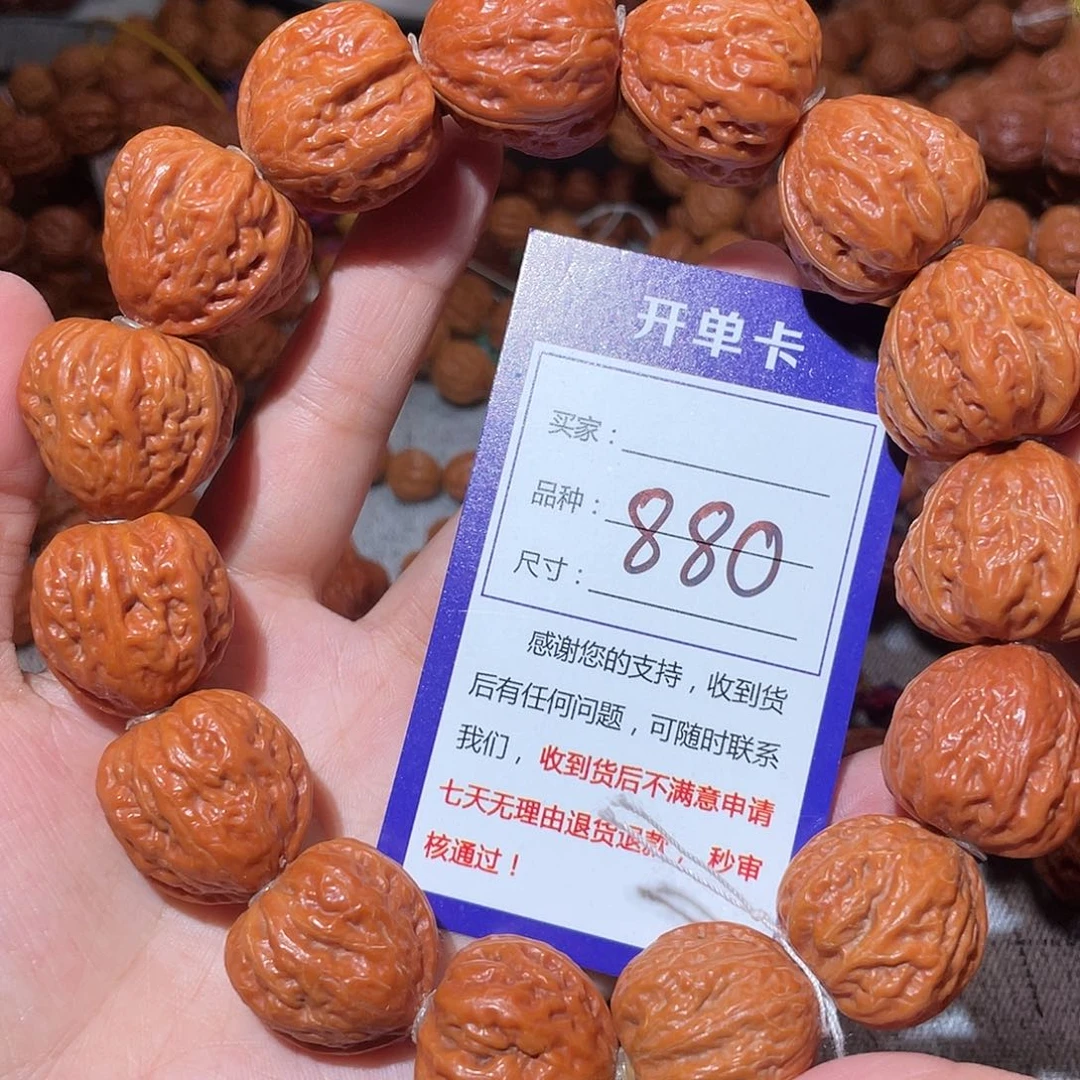 开单卡
买家：
品种：
880
尺寸：
感谢您的支持，收到货
后有任何问题，可随时联系
我们，收到货后不满意申请
七天无理由退货退款，秒审
核通过！